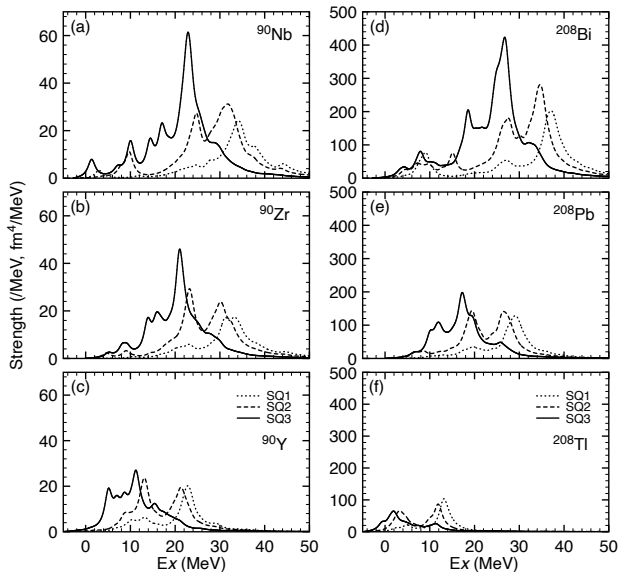 (a) ⁹⁰Nb
60
40
20
0
(d) ²⁰⁸Bi
500
400
300
200
100
0
(b) ⁹⁰Zr
60
40
20
0
(e) ²⁰⁸Pb
500
400
300
200
100
0
Strength (/MeV, fm⁴/MeV)
(c)
SQ1
SQ2
SQ3
⁹⁰Y
60
40
20
0
0 10 20 30 40 50
Ex (MeV)
(f)
SQ1
SQ2
SQ3
²⁰⁸Tl
500
400
300
200
100
0
0 10 20 30 40 50
Ex (MeV)